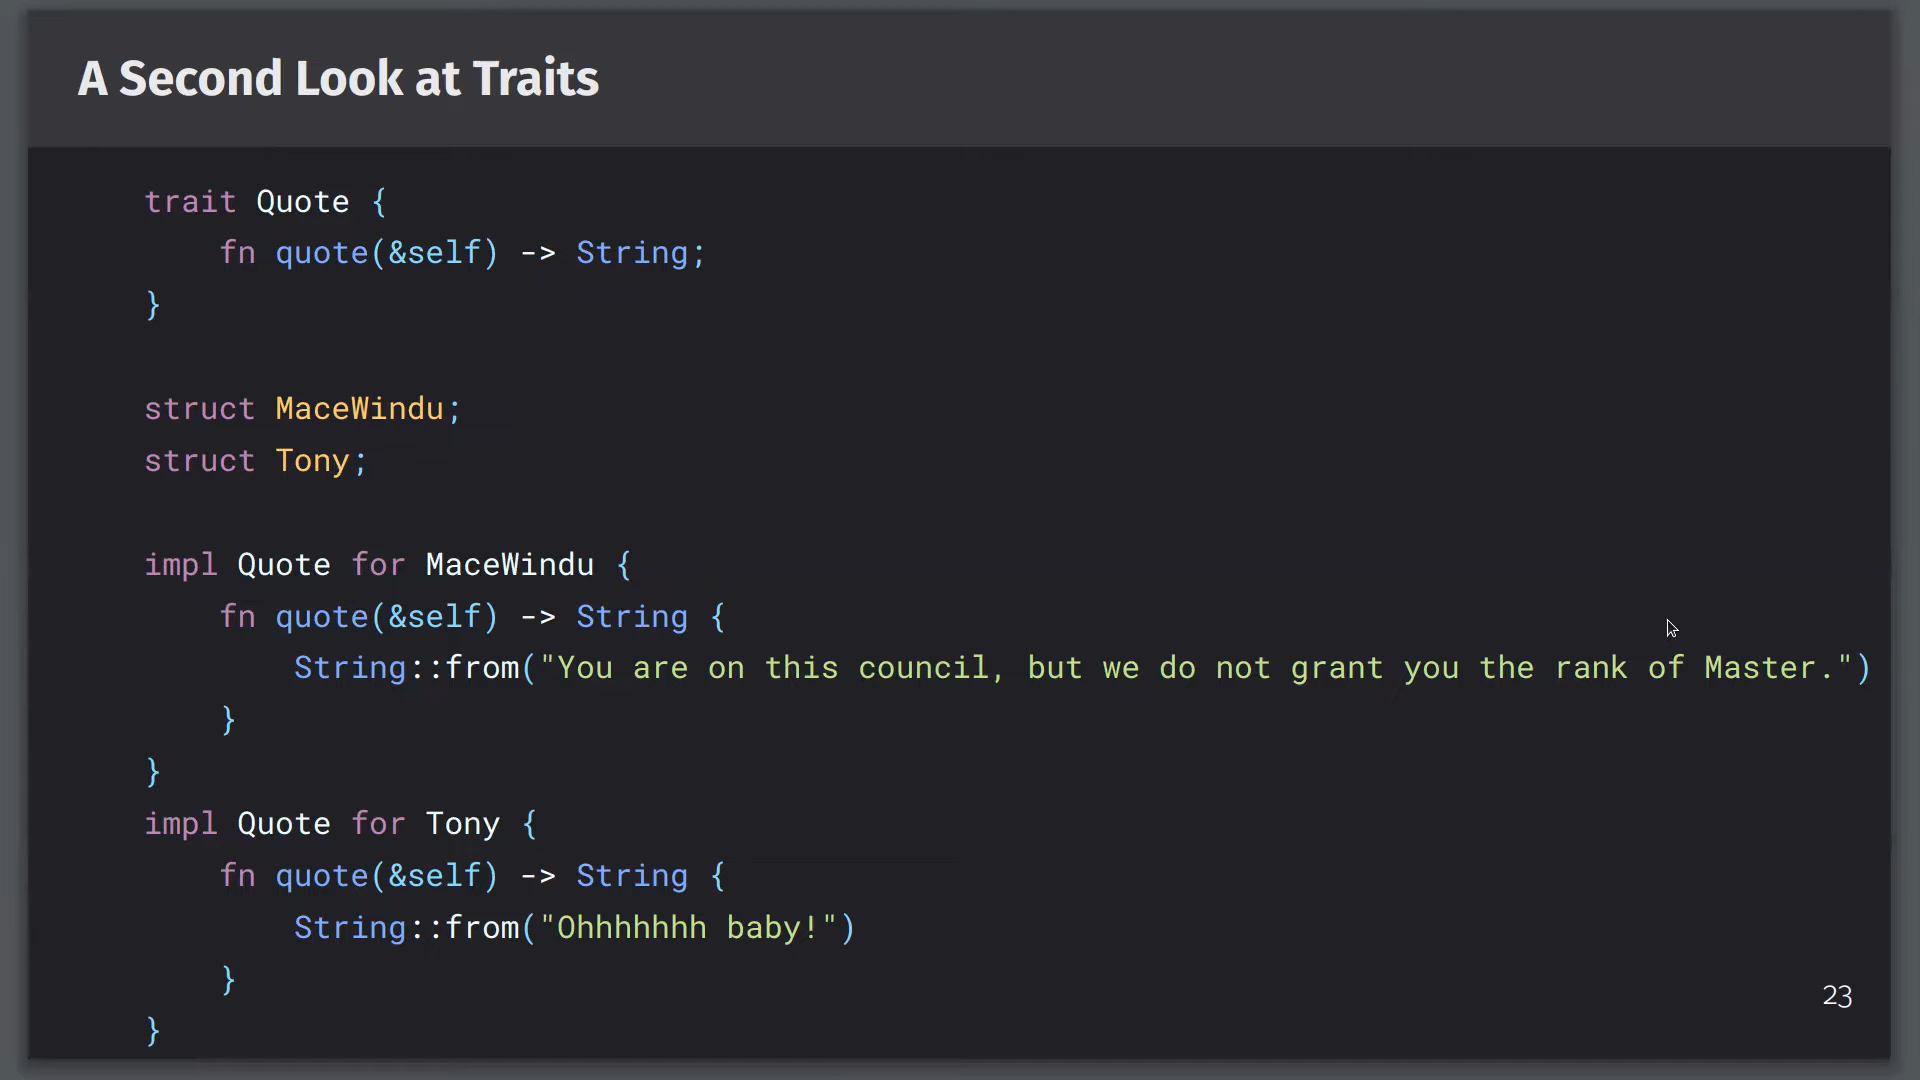 A Second Look at Traits
trait Quote {
    fn quote(&self) -> String;
}
struct MaceWindu;
struct Tony;
impl Quote for MaceWindu {
    fn quote(&self) -> String {
        String::from("You are on this council, but we do not grant you the rank of Master.")
    }
}
impl Quote for Tony {
    fn quote(&self) -> String {
        String::from("Ohhhhhhh baby!")
    }
}
23